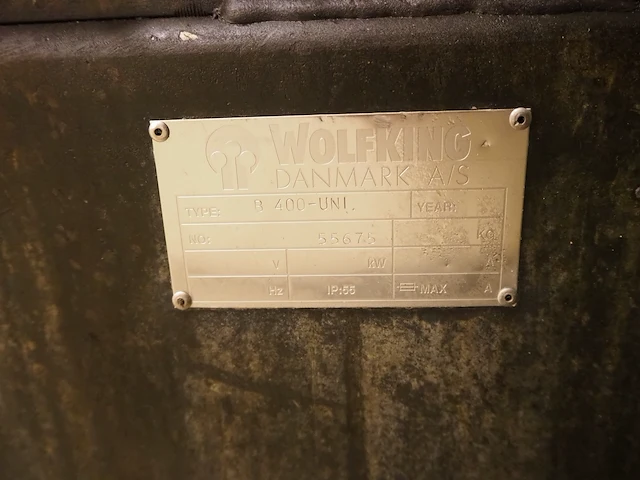 WOLFKING
DANMARK A/S
TYPE: B 400-UNI. YEAR:
NO: 55675 KG
V KW A
Hz IP:55 MAX A